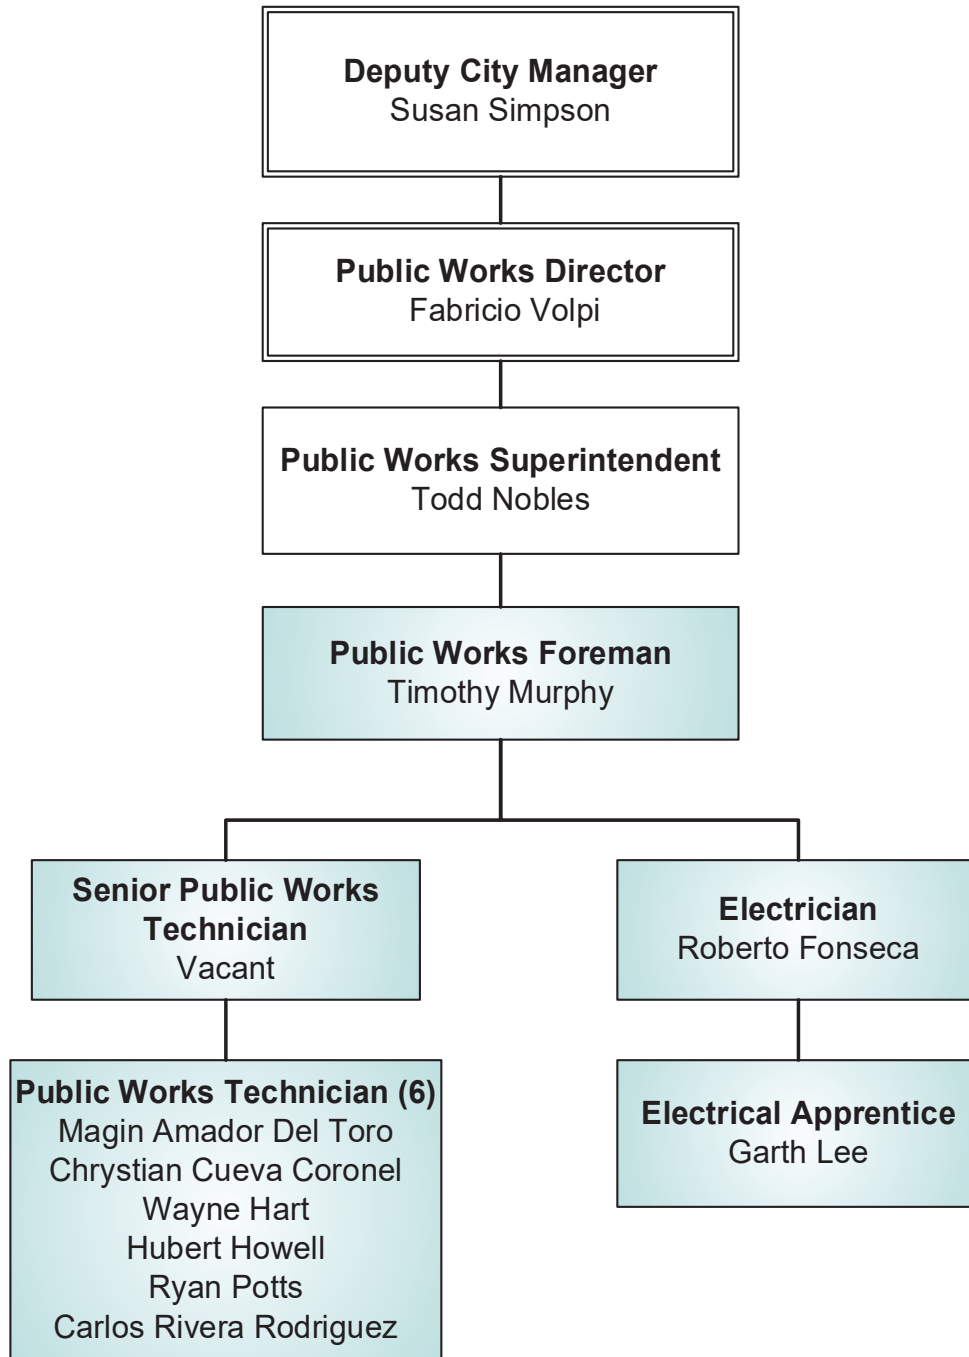 Deputy City Manager
Susan Simpson
Public Works Director
Fabricio Volpi
Public Works Superintendent
Todd Nobles
Public Works Foreman
Timothy Murphy
Senior Public Works
Technician
Vacant
Electrician
Roberto Fonseca
Public Works Technician (6)
Magin Amador Del Toro
Chrystian Cueva Coronel
Wayne Hart
Hubert Howell
Ryan Potts
Carlos Rivera Rodriguez
Electrical Apprentice
Garth Lee